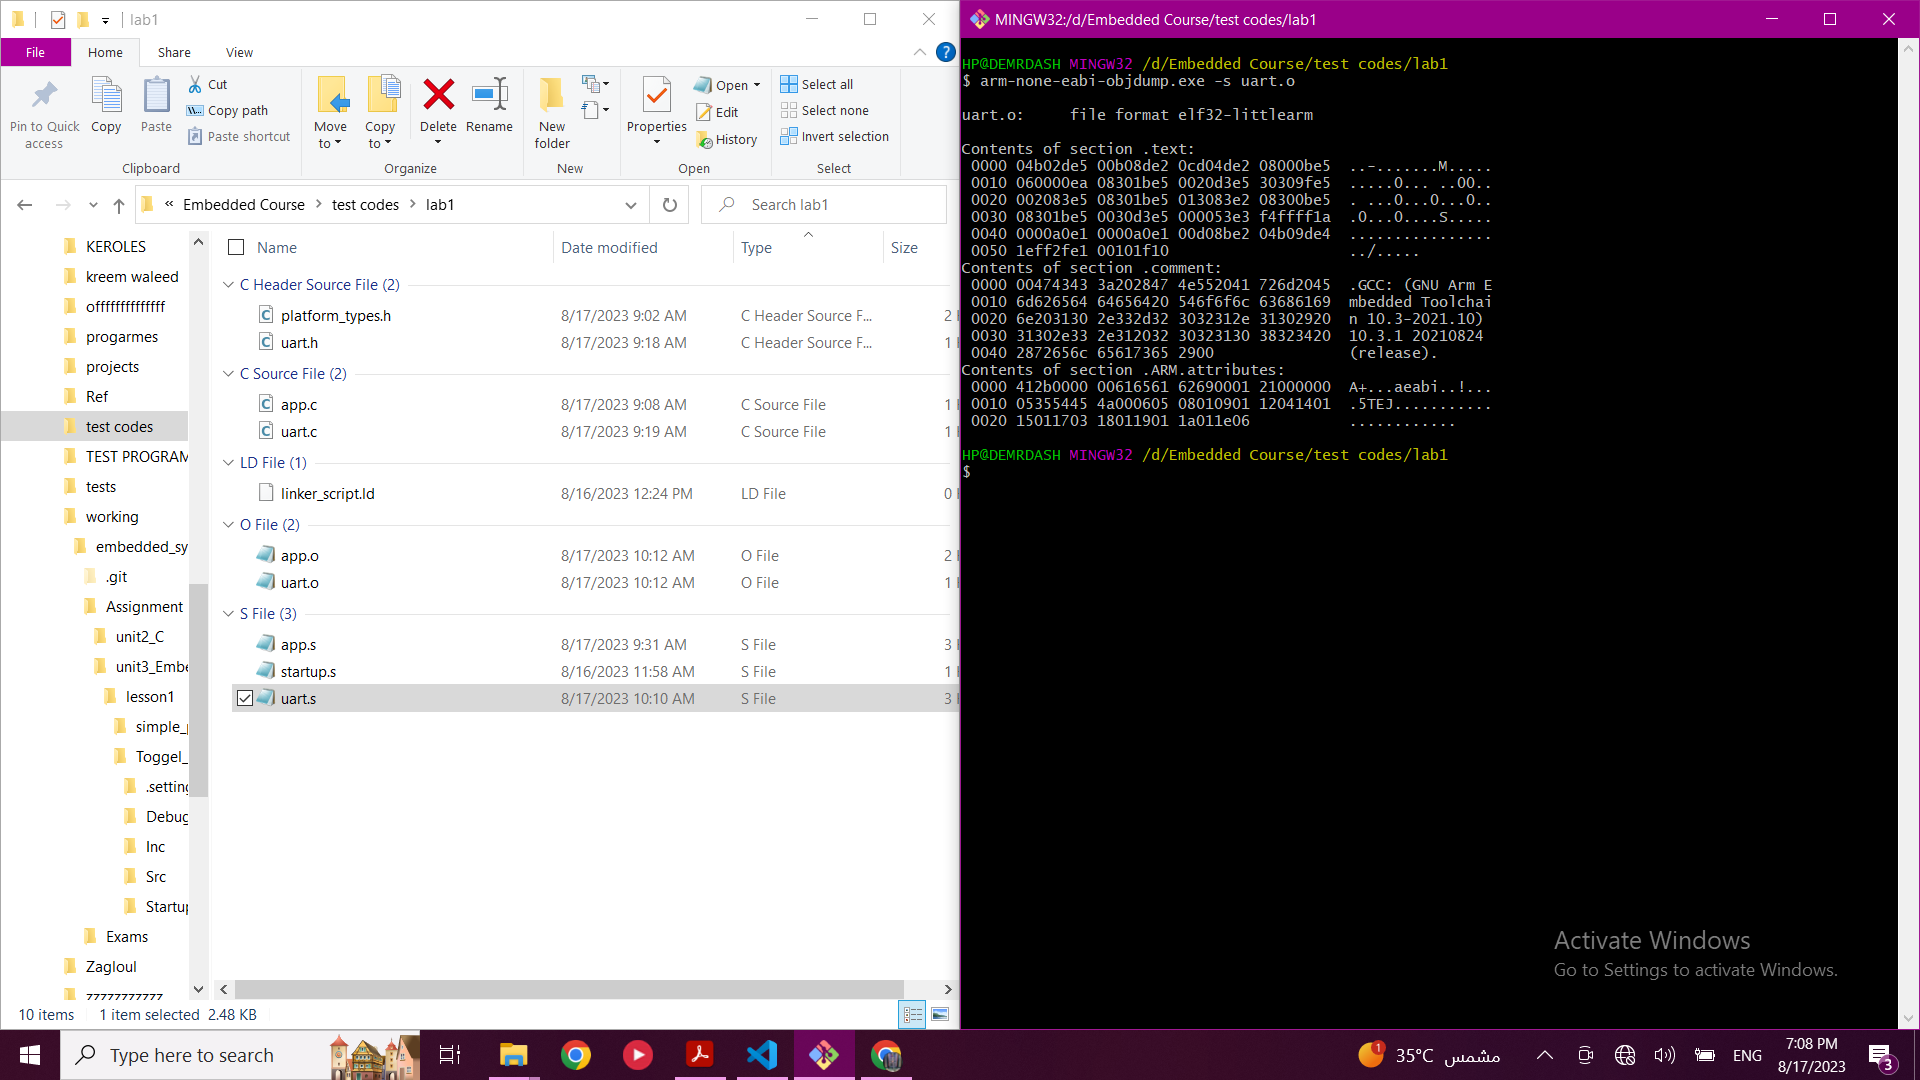 lab1
File Home Share View
Pin to Quick access
Copy
Paste
Cut
Copy path
Paste shortcut
Clipboard
Move to
Copy to
Delete
Rename
Organize
New folder
New
Properties
Open
Edit
History
Open
Select all
Select none
Invert selection
Select
« Embedded Course > test codes > lab1
Search lab1
KEROLES
kreem waleed
offffffffffffff
progarmes
projects
Ref
test codes
TEST PROGRAM
tests
working
embedded_sy
.git
Assignment
unit2_C
unit3_Embe
lesson1
simple_p
Toggel_
.setting
Debug
Inc
Src
Startup
Exams
Zagloul
zzzzzzzzzzz
Name Date modified Type Size
C Header Source File (2)
platform_types.h 8/17/2023 9:02 AM C Header Source F... 2
uart.h 8/17/2023 9:18 AM C Header Source F... 1
C Source File (2)
app.c 8/17/2023 9:08 AM C Source File 1
uart.c 8/17/2023 9:19 AM C Source File 1
LD File (1)
linker_script.ld 8/16/2023 12:24 PM LD File 0
O File (2)
app.o 8/17/2023 10:12 AM O File 2
uart.o 8/17/2023 10:12 AM O File 1
S File (3)
app.s 8/17/2023 9:31 AM S File 3
startup.s 8/16/2023 11:58 AM S File 1
uart.s 8/17/2023 10:10 AM S File 3
10 items 1 item selected 2.48 KB
MINGW32:/d/Embedded Course/test codes/lab1
HP@DEMRDASH MINGW32 /d/Embedded Course/test codes/lab1
$ arm-none-eabi-objdump.exe -s uart.o
uart.o:     file format elf32-littlearm
Contents of section .text:
0000 04b02de5 00b08de2 0cd04de2 08000be5  ..-.......M.....
0010 060000ea 08301be5 0020d3e5 30309fe5  .....0... ..00..
0020 002083e5 08301be5 013083e2 08300be5  . ...0...0...0..
0030 08301be5 0030d3e5 000053e3 f4ffff1a  .0...0....S.....
0040 0000a0e1 0000a0e1 00d08be2 04b09de4  ................
0050 1eff2fe1 00101f10                    ../.....
Contents of section .comment:
0000 00474343 3a202847 4e552041 726d2045  .GCC: (GNU Arm E
0010 6d626564 64656420 546f6f6c 63686169  mbedded Toolchai
0020 6e203130 2e332d32 3032312e 31302920  n 10.3-2021.10)
0030 31302e33 2e312032 30323130 38323420  10.3.1 20210824
0040 2872656c 65617365 2900               (release).
Contents of section .ARM.attributes:
0000 412b0000 00616561 62690001 21000000  A+...aeabi..!...
0010 05355445 4a000605 08010901 12041401  .5TEJ...........
0020 15011703 18011901 1a011e06           ............
HP@DEMRDASH MINGW32 /d/Embedded Course/test codes/lab1
$
Activate Windows
Go to Settings to activate Windows.
Type here to search
1
35°C مشمس
ENG
7:08 PM
8/17/2023
3